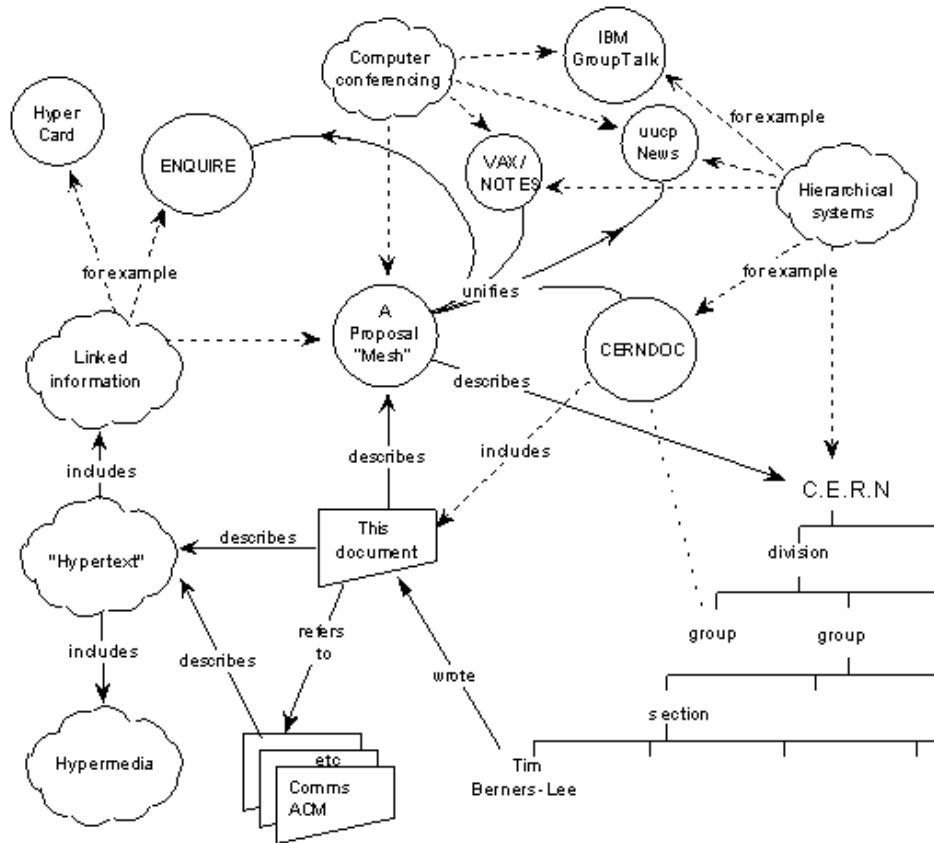 Computer
conferencing
IBM
GroupTalk
Hyper
Card
ENQUIRE
VAX/
NOTES
uucp
News
for example
Hierarchical
systems
for example
for example
unifies
A
Proposal
"Mesh"
CERNDOC
Linked
information
describes
includes
describes
includes
C.E.R.N
This
document
describes
"Hypertext"
division
refers
to
group
group
includes
describes
wrote
section
Hypermedia
etc
Comms
ACM
Tim
Berners-Lee